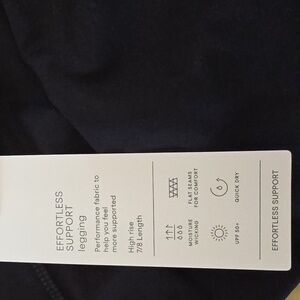 EFFORTLESS
SUPPORT
legging
Performance fabric to
help you feel
more supported
High rise
7/8 Length
MOISTURE
WICKING
FLAT SEAMS
FOR COMFORT
UPF 50+
QUICK DRY
EFFORTLESS SUPPORT